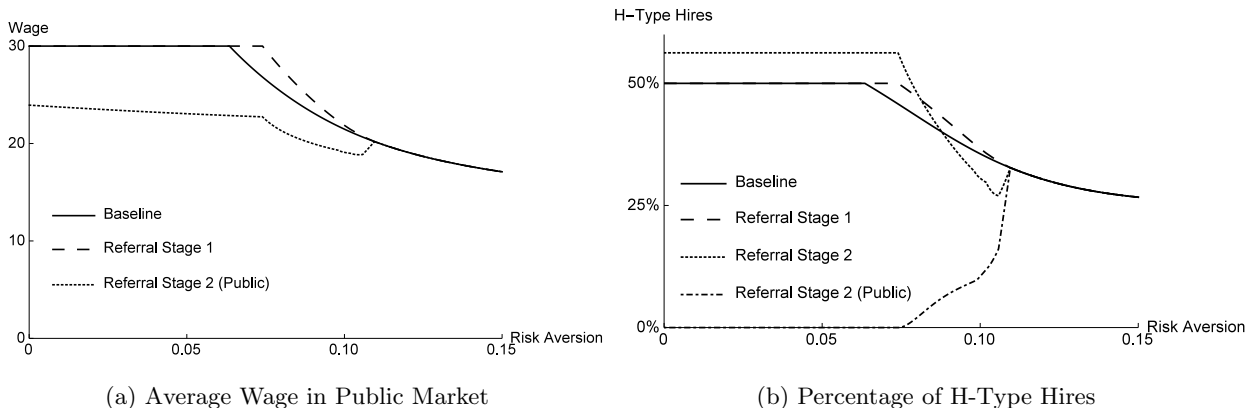 Wage
30
20
10
0
0
0.05
0.10
0.15
Risk Aversion
Baseline
Referral Stage 1
Referral Stage 2 (Public)
(a) Average Wage in Public Market
H-Type Hires
50%
25%
0%
0
0.05
0.10
0.15
Risk Aversion
Baseline
Referral Stage 1
Referral Stage 2
Referral Stage 2 (Public)
(b) Percentage of H-Type Hires